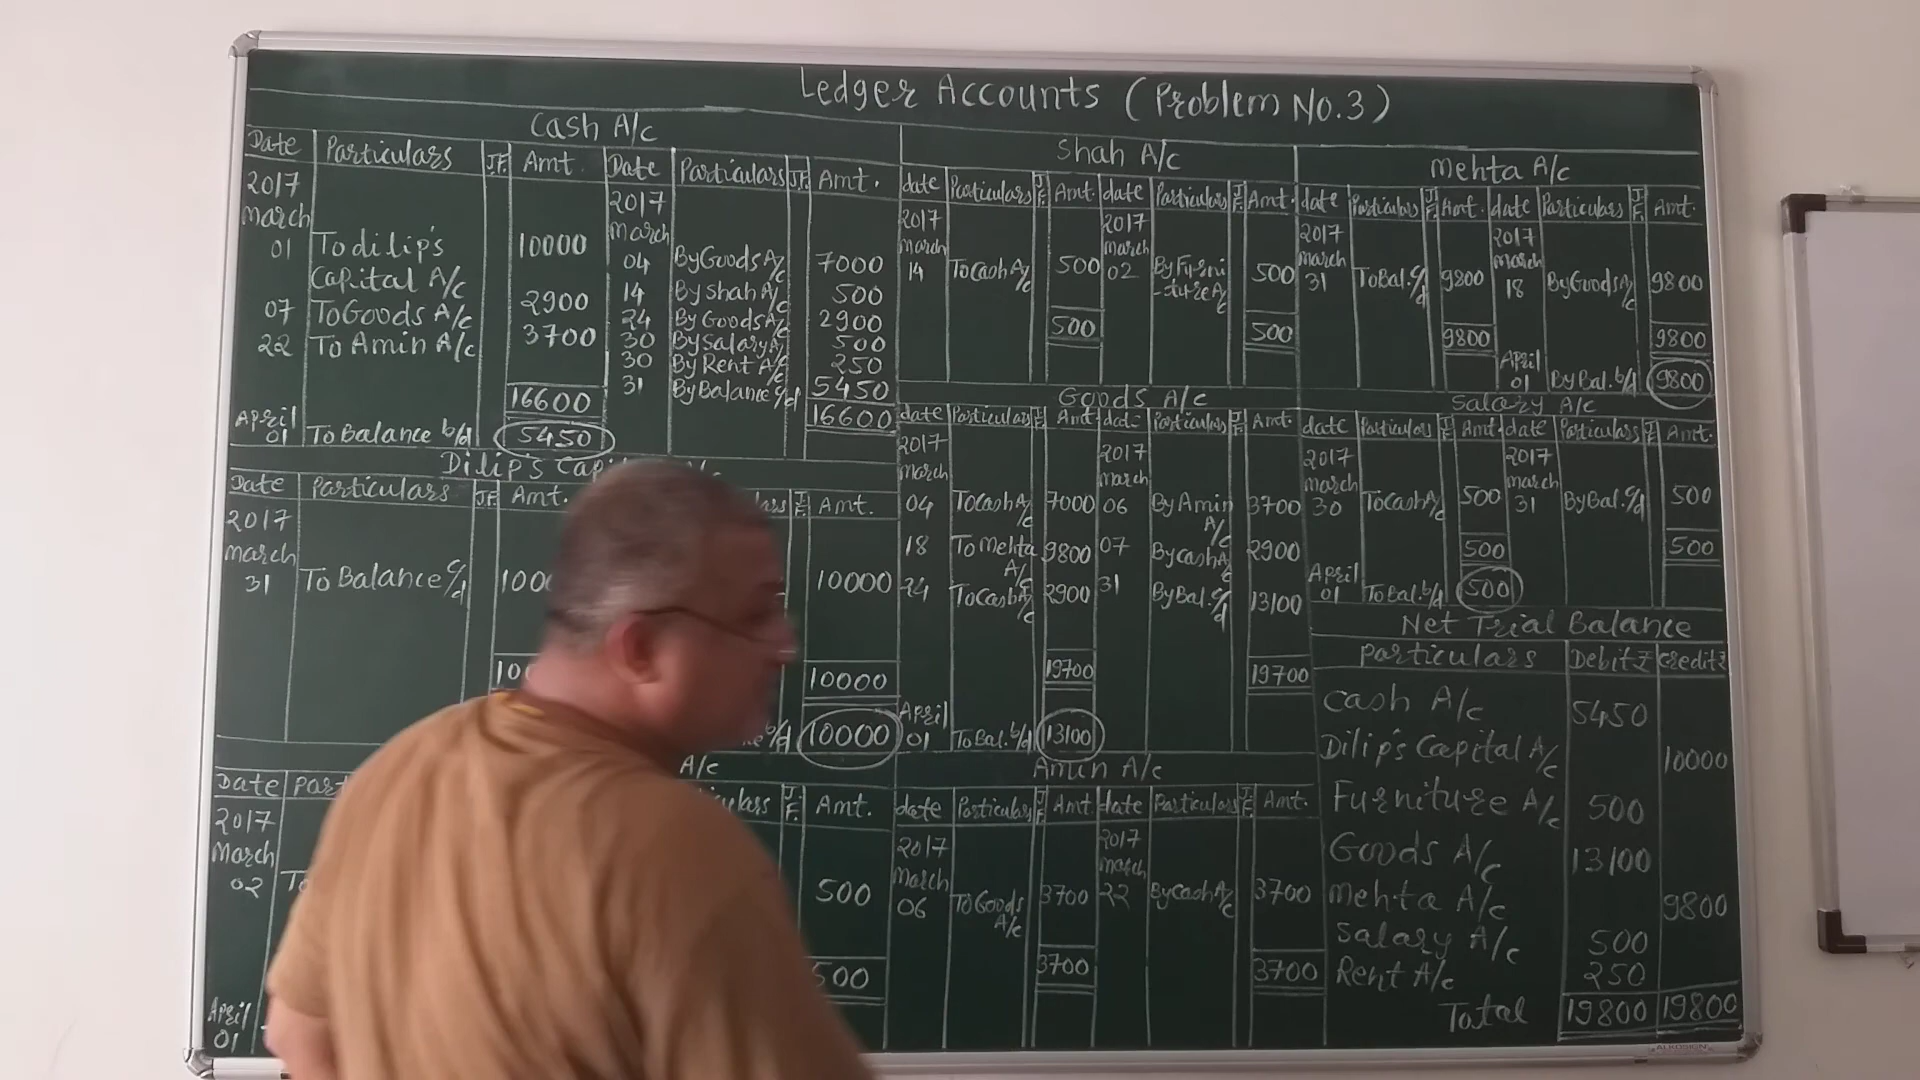 Ledger Accounts (Problem No.3)
Cash A/c
Date Particulars J.F. Amt. Date Particulars J.F. Amt.
2017 2017
March March
01 To dilip's 10000 04 By Goods A/c 7000
Capital A/c 14 By Shah A/c 500
07 To Goods A/c 2900 24 By Goods A/c 2900
22 To Amin A/c 3700 30 By Salary A/c 500
30 By Rent A/c 250
31 By Balance c/d 5450
16600 16600
April
01 To Balance b/d 5450
Dilip's
Date Particulars J.F. Amt. J.F. Amt.
2017
March
31 To Balance c/d 10000
10000
b/d 10000
A/c
Date J.F. Amt.
2017
March
02 To 500
500
April
01
Shah A/c
date Particulars J.F. Amt. date Particulars J.F. Amt.
2017 2017
March March
14 To Cash A/c 500 02 By Furni 500
-ture A/c
500 500
Goods A/c
date Particulars J.F. Amt. date Particulars J.F. Amt.
2017 2017
March March
04 To Cash A/c 7000 06 By Amin A/c 3700
18 To Mehta A/c 9800 07 By Cash A/c 2900
24 To Cash A/c 2900 31 By Bal. c/d 13100
19700 19700
April
01 To Bal. b/d 13100
Amin A/c
date Particulars J.F. Amt. date Particulars J.F. Amt.
2017 2017
March March
06 To Goods A/c 3700 22 By Cash A/c 3700
3700 3700
Mehta A/c
date Particulars J.F. Amt. date Particulars J.F. Amt.
2017 2017
March March
31 To Bal. c/d 9800 18 By Goods A/c 9800
9800 9800
April
01 By Bal. b/d 9800
Salary A/c
date Particulars J.F. Amt. date Particulars J.F. Amt.
2017 2017
March March
30 To Cash A/c 500 31 By Bal. c/d 500
500 500
April
01 To Bal. b/d 500
Net Trial Balance
Particulars Debit ₹ Credit ₹
Cash A/c 5450
Dilip's Capital A/c 10000
Furniture A/c 500
Goods A/c 13100
Mehta A/c 9800
Salary A/c 500
Rent A/c 250
Total 19800 19800